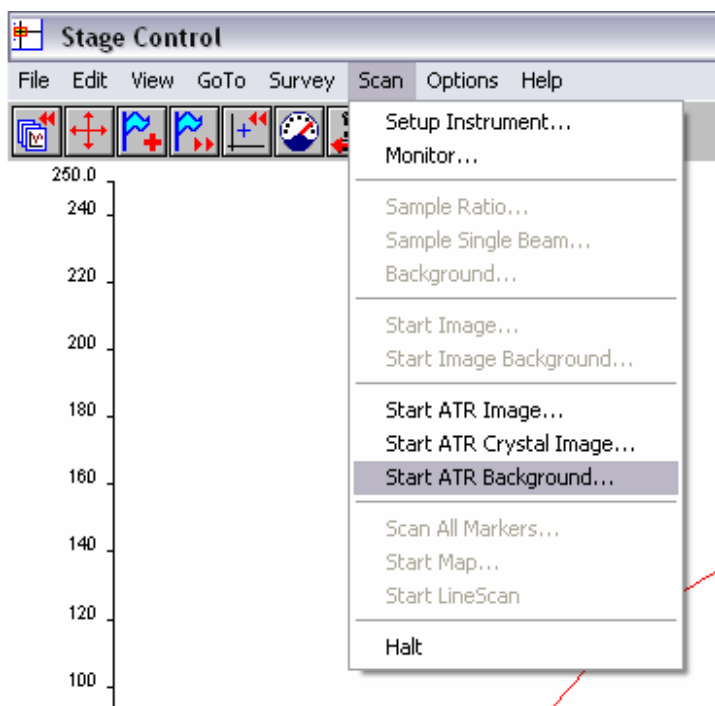 Stage Control
File Edit View GoTo Survey Scan Options Help
Setup Instrument...
Monitor...
Sample Ratio...
Sample Single Beam...
Background...
Start Image...
Start Image Background...
Start ATR Image...
Start ATR Crystal Image...
Start ATR Background...
Scan All Markers...
Start Map...
Start LineScan
Halt
250.0
240
220
200
180
160
140
120
100